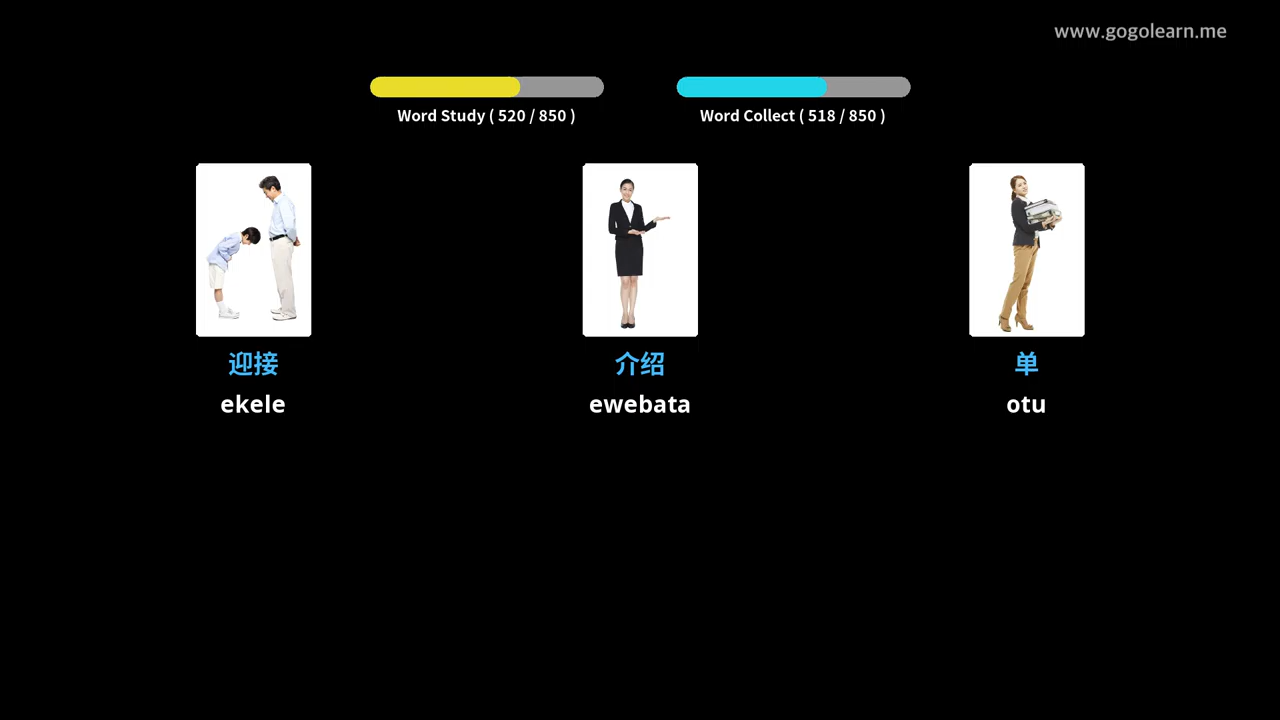 www.gogolearn.me
Word Study ( 520 / 850 )
Word Collect ( 518 / 850 )
迎接
介绍
单
ekele
ewebata
otu